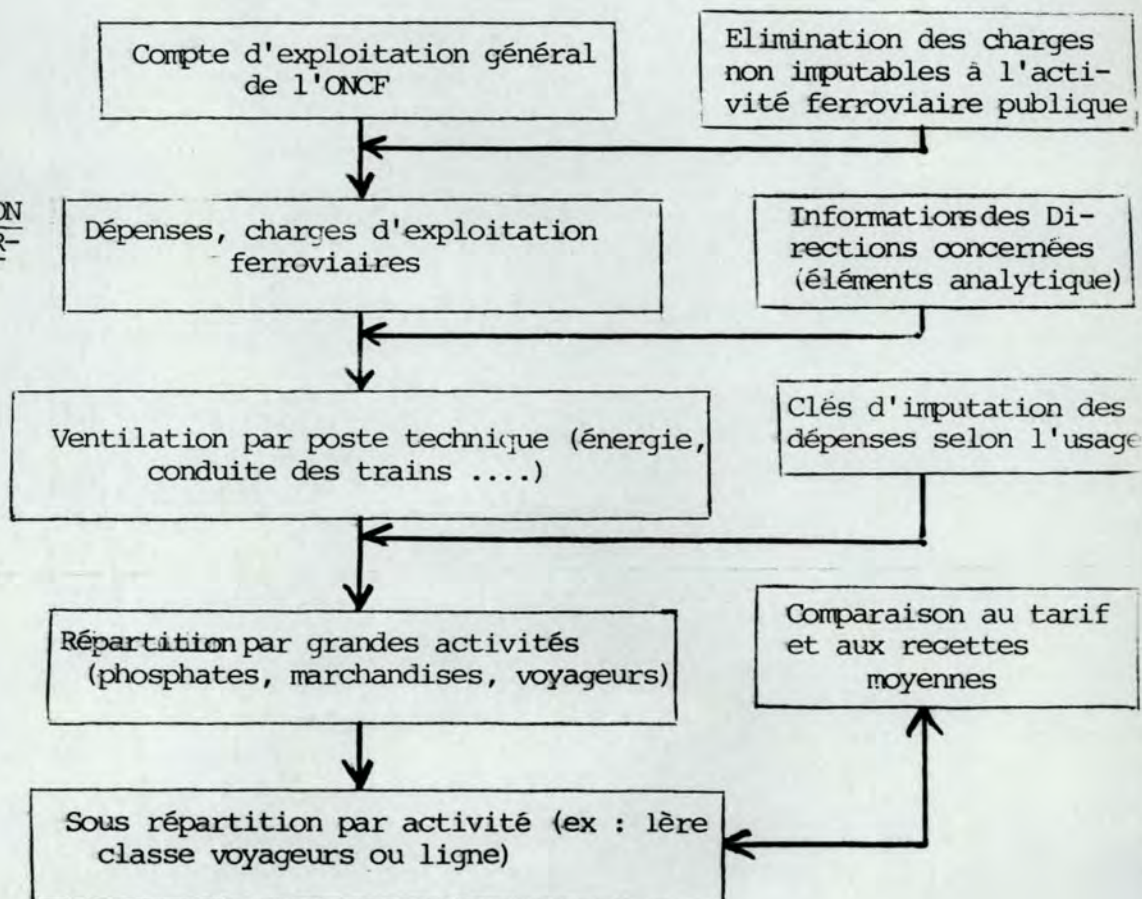 Compte d'exploitation général
de l'ONCF
Elimination des charges
non imputables à l'acti-
vité ferroviaire publique
ON
R-
Dépenses, charges d'exploitation
ferroviaires
Informations des Di-
rections concernées
(éléments analytique)
Ventilation par poste technique (énergie,
conduite des trains ....)
Clés d'imputation des
dépenses selon l'usage
Répartition par grandes activités
(phosphates, marchandises, voyageurs)
Comparaison au tarif
et aux recettes
moyennes
Sous répartition par activité (ex : lère
classe voyageurs ou ligne)